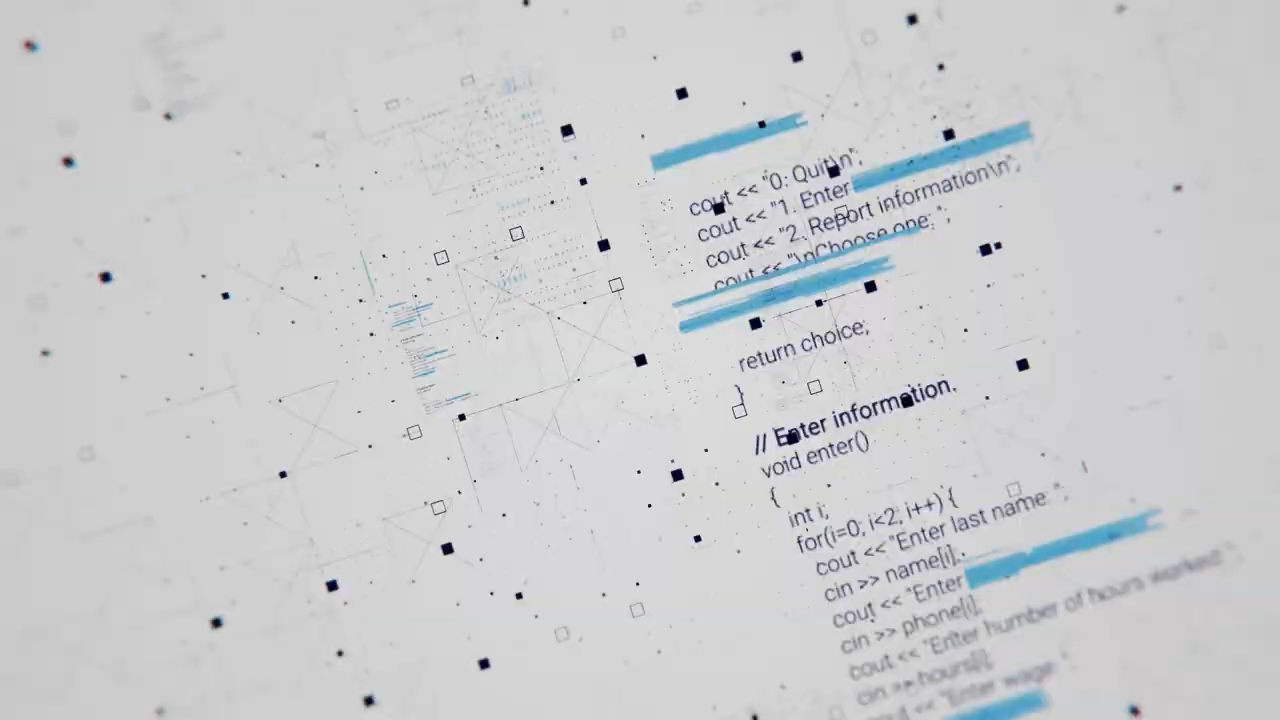 cout << "0: Quit\n";
cout << "1. Enter
cout << "2. Report information\n";
cout << "\nChoose one: ";
return choice;
}
// Enter information.
void enter()
{
int i;
for(i=0; i<2; i++) {
cout << "Enter last name: ";
cin >> name[i];
cout << "Enter
cin >> phone[i];
cout << "Enter humber of hours worked"
cin >> hours[i];
cout << "Enter wage: ";